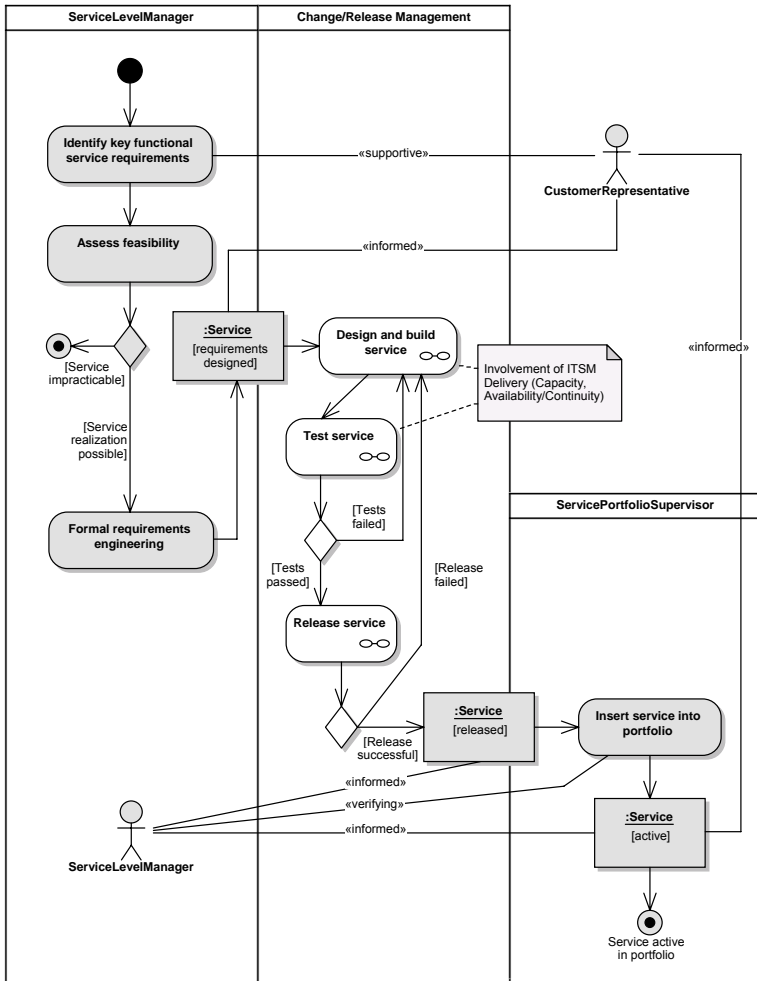 ServiceLevelManager
Change/Release Management
Identify key functional
service requirements
«supportive»
CustomerRepresentative
Assess feasibility
«informed»
:Service
[requirements
designed]
Design and build
service
[Service
impracticable]
«informed»
Involvement of ITSM
Delivery (Capacity,
Availability/Continuity)
[Service
realization
possible]
Test service
ServicePortfolioSupervisor
Formal requirements
engineering
[Tests
failed]
[Tests
passed]
[Release
failed]
Release service
:Service
[released]
Insert service into
portfolio
[Release
successful]
«informed»
«verifying»
«informed»
ServiceLevelManager
:Service
[active]
Service active
in portfolio